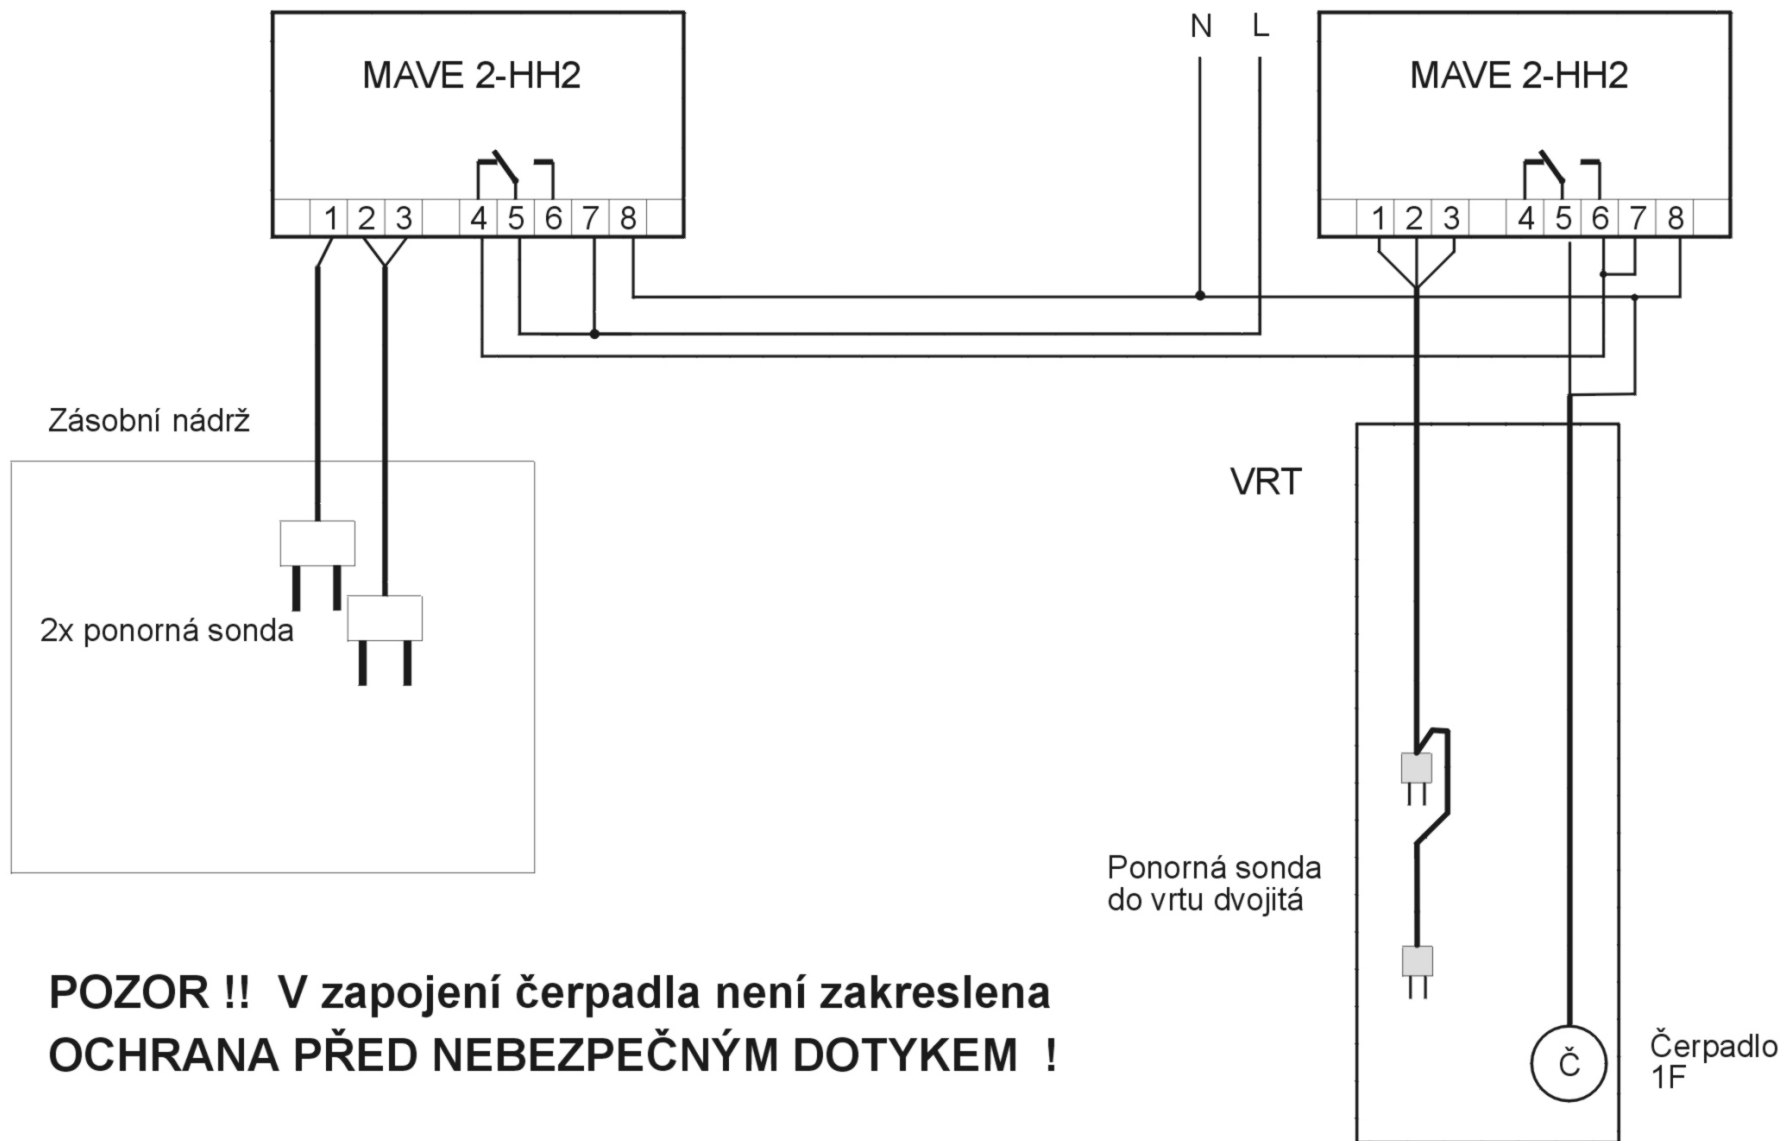 N L
MAVE 2-HH2
MAVE 2-HH2
1 2 3 4 5 6 7 8
1 2 3 4 5 6 7 8
Zásobní nádrž
VRT
2x ponorná sonda
Ponorná sonda
do vrtu dvojitá
POZOR !! V zapojení čerpadla není zakreslena
OCHRANA PŘED NEBEZPEČNÝM DOTYKEM !
Č
Čerpadlo
1F